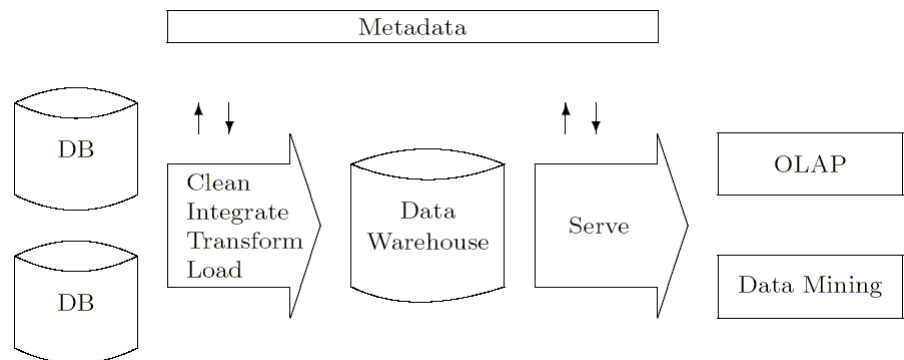 Metadata
DB
DB
Clean
Integrate
Transform
Load
Data
Warehouse
Serve
OLAP
Data Mining